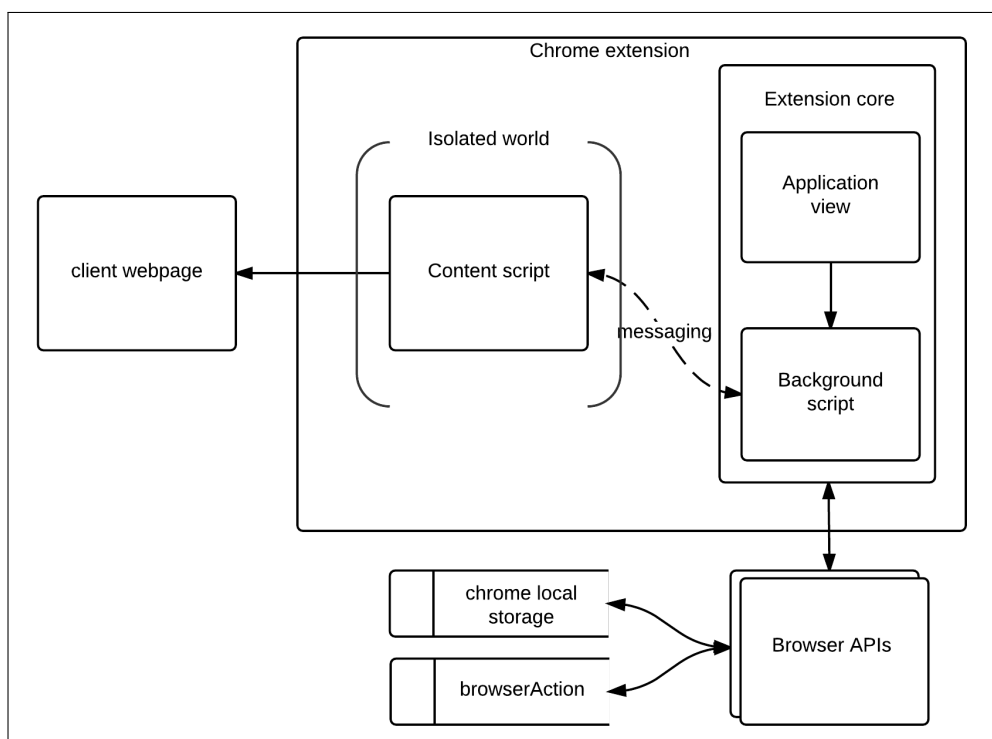 Chrome extension
Extension core
Isolated world
Application
view
client webpage
Content script
messaging
Background
script
chrome local
storage
Browser APIs
browserAction